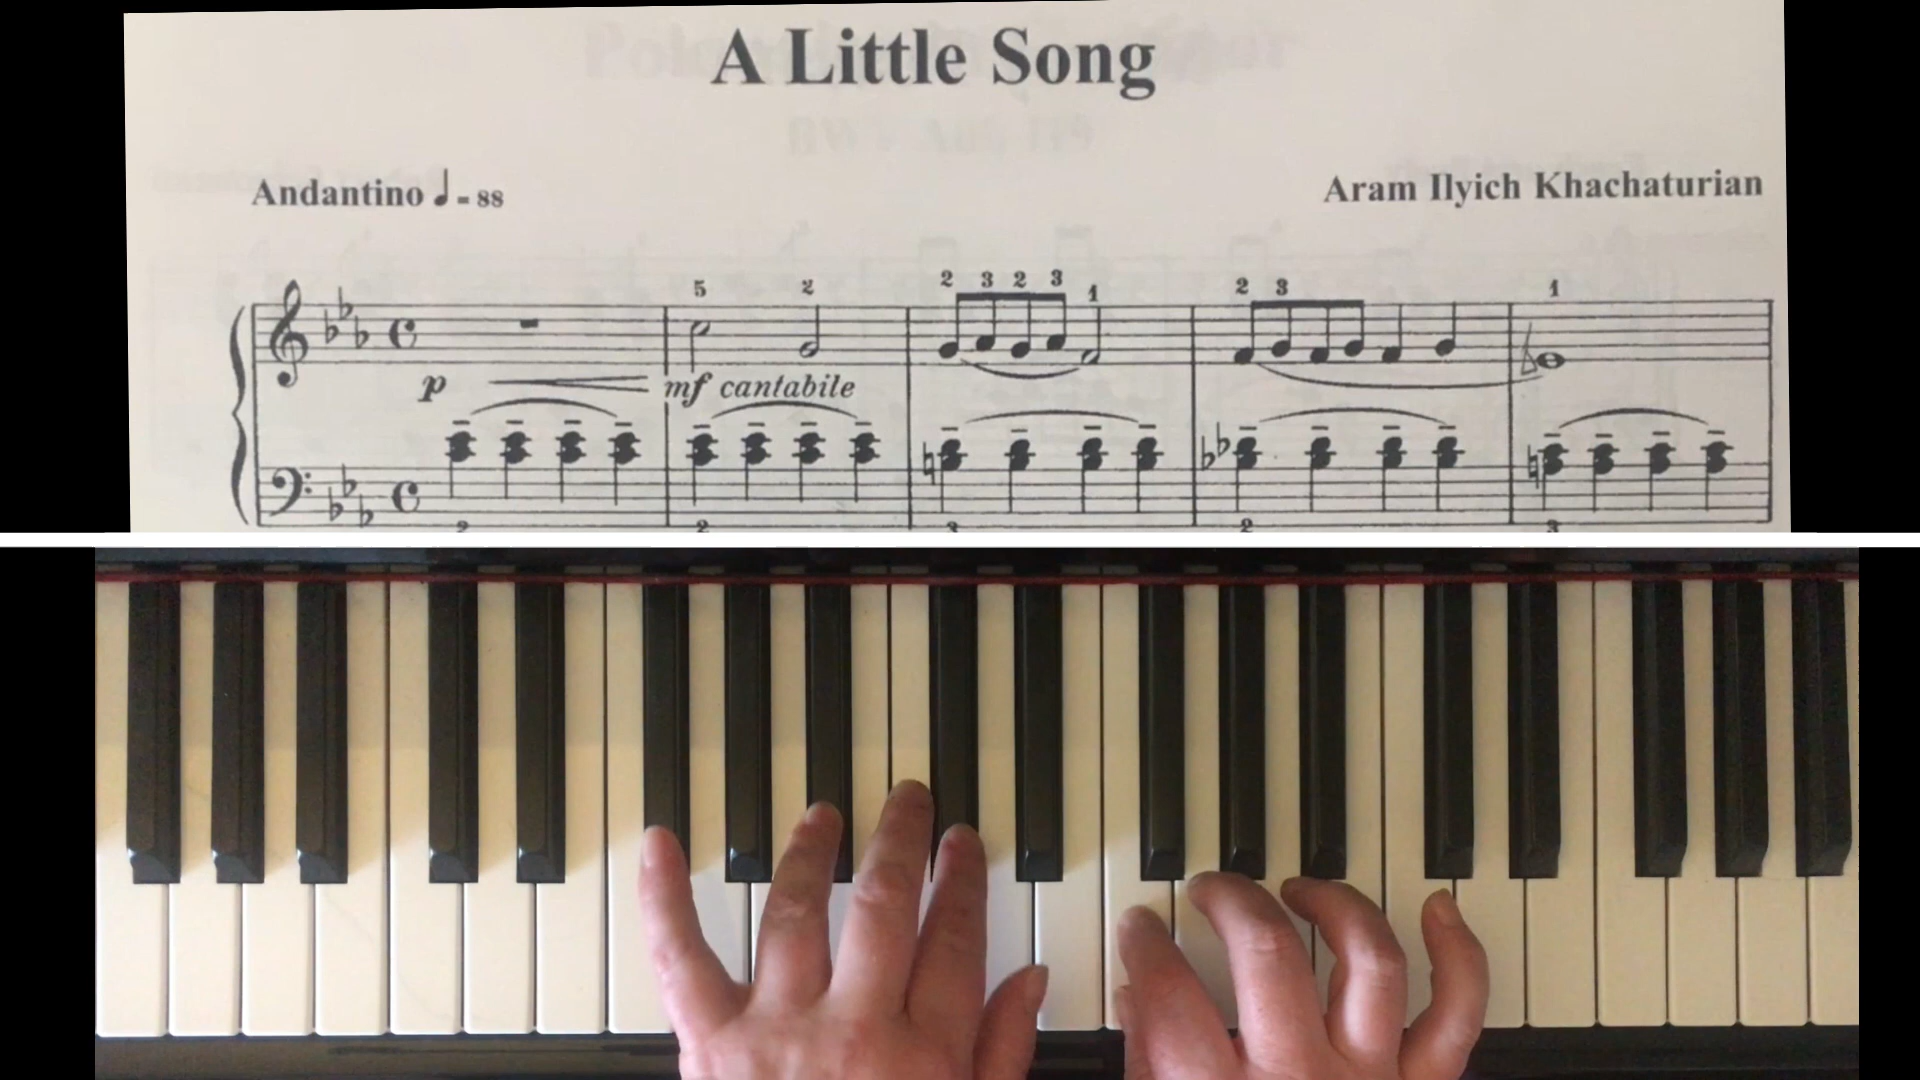 A Little Song
Andantino ♩= 88
Aram Ilyich Khachaturian
5 2 2 3 2 3 1 2 3 1
p mf cantabile